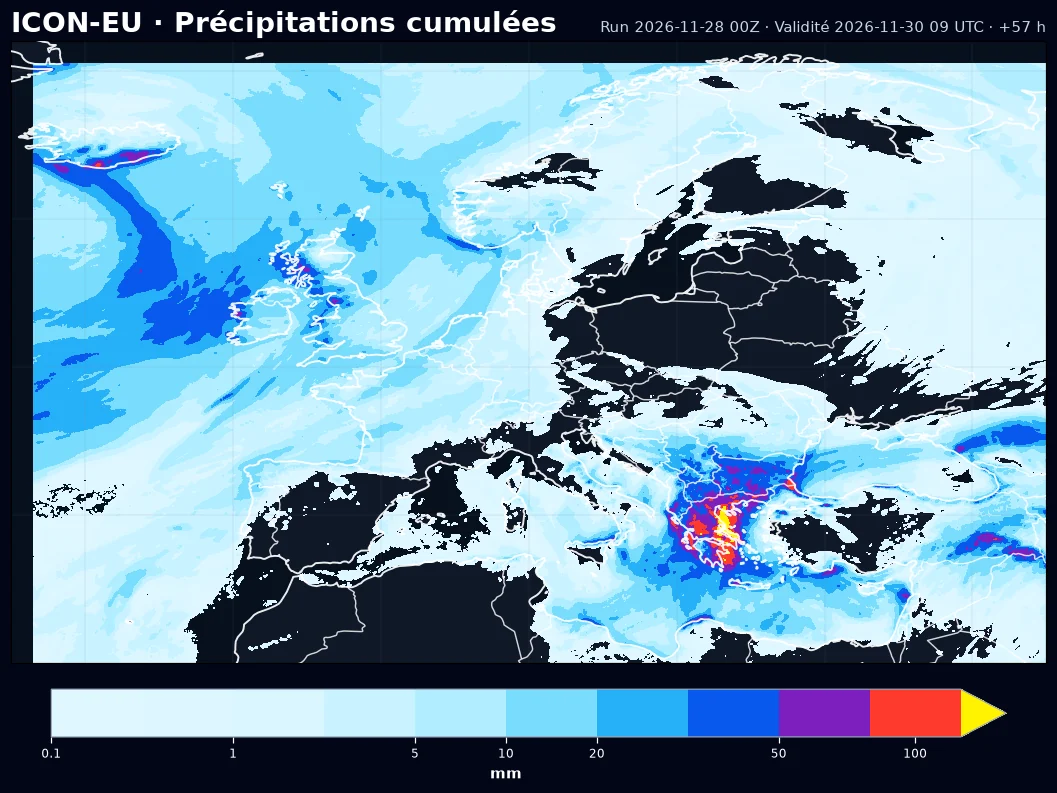 ICON-EU · Précipitations cumulées
Run 2026-11-28 00Z · Validité 2026-11-30 09 UTC · +57 h
0.1 1 5 10 20 50 100
mm